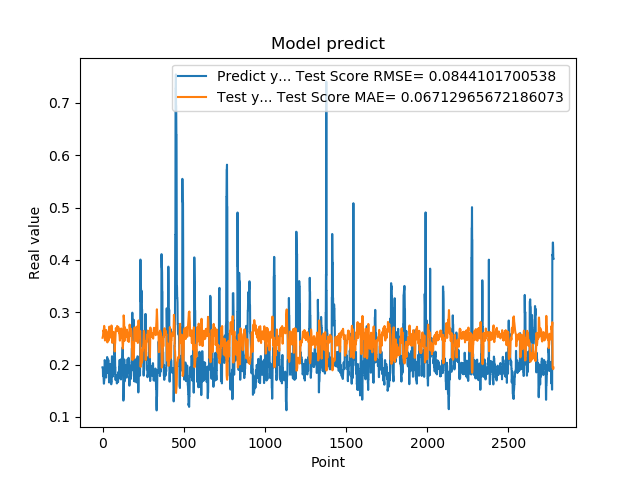 Model predict
Predict y... Test Score RMSE= 0.0844101700538
Test y... Test Score MAE= 0.06712965672186073
Real value
0.7
0.6
0.5
0.4
0.3
0.2
0.1
0
500
1000
1500
2000
2500
Point